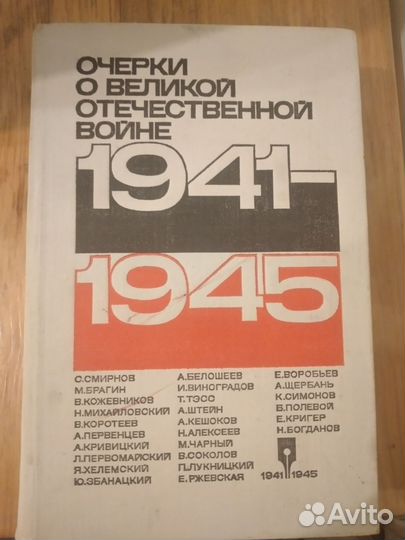 ОЧЕРКИ
О ВЕЛИКОЙ
ОТЕЧЕСТВЕННОЙ
ВОЙНЕ
1941–
1945
С.СМИРНОВ
М.БРАГИН
В.КОЖЕВНИКОВ
Н.МИХАЙЛОВСКИЙ
В.КОРОТЕЕВ
А.ПЕРВЕНЦЕВ
А.КРИВИЦКИЙ
Л.ПЕРВОМАЙСКИЙ
Я.ХЕЛЕМСКИЙ
Ю.ЗБАНАЦКИЙ
А.БЕЛОШЕЕВ
И.ВИНОГРАДОВ
Т.ТЭСС
А.ШТЕЙН
А.КЕШОКОВ
Н.АЛЕКСЕЕВ
М.ЧАРНЫЙ
В.СОКОЛОВ
П.ЛУКНИЦКИЙ
Е.РЖЕВСКАЯ
Е.ВОРОБЬЕВ
А.ЩЕРБАНЬ
К.СИМОНОВ
Б.ПОЛЕВОЙ
Е.КРИГЕР
Н.БОГДАНОВ
1941 1945
Avito